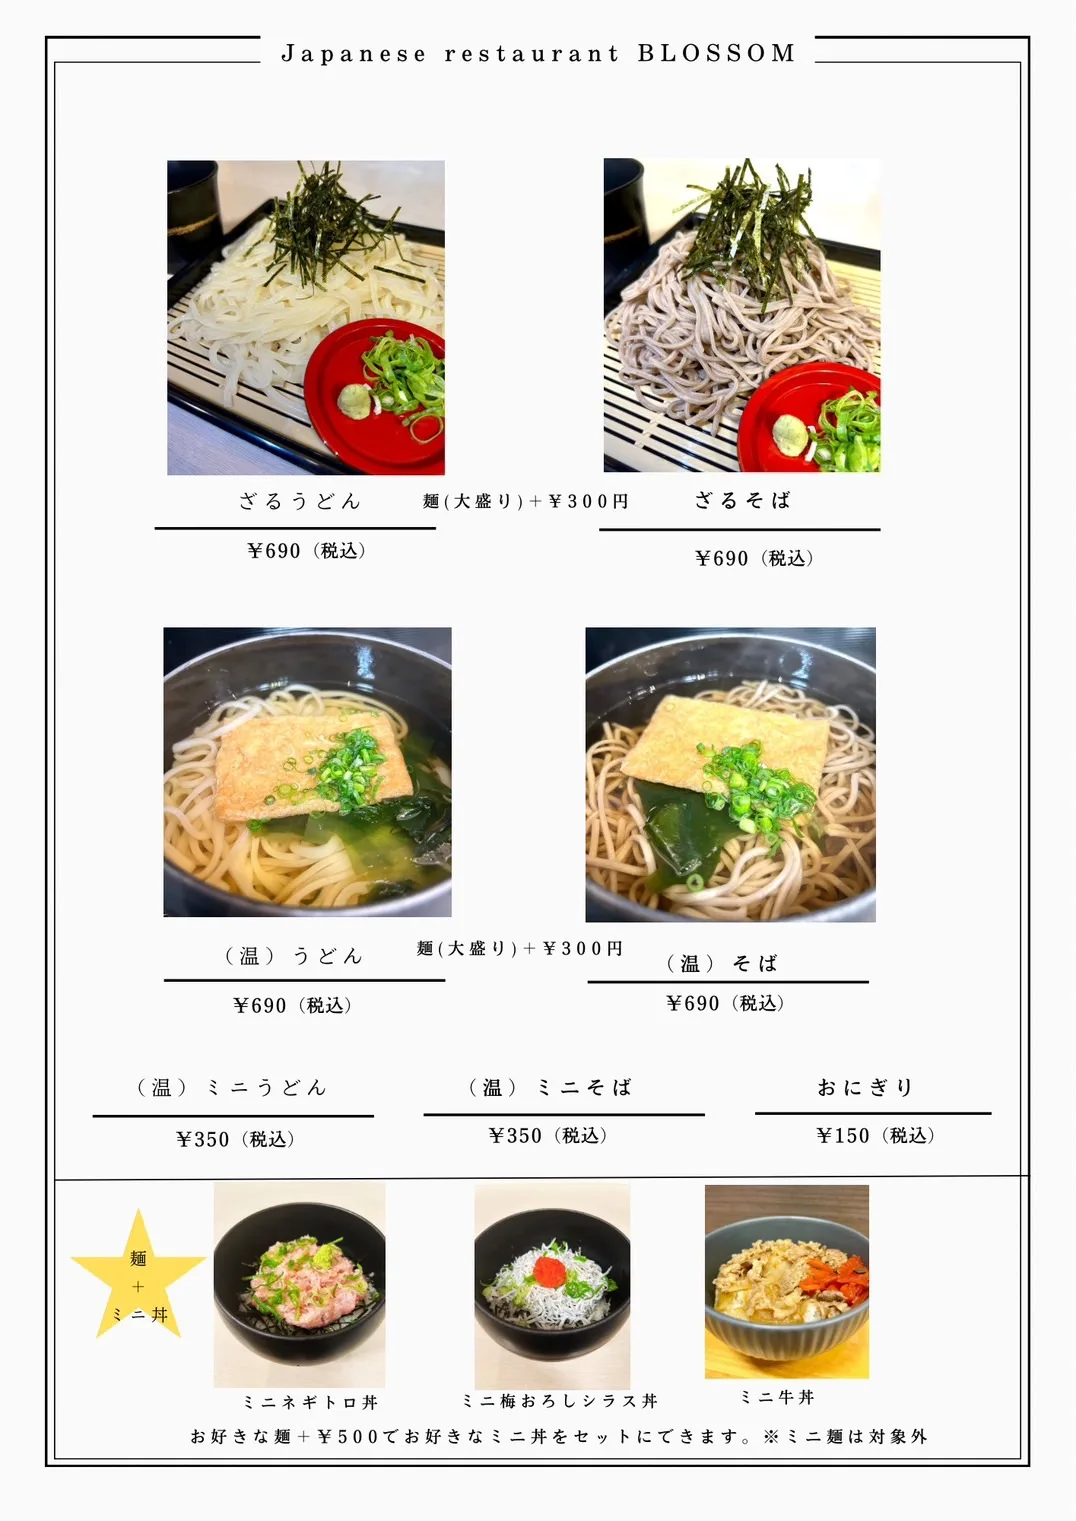 Japanese restaurant BLOSSOM
ざるうどん
麺(大盛り)+¥300円
ざるそば
¥690（税込）
¥690（税込）
（温）うどん
麺(大盛り)+¥300円
（温）そば
¥690（税込）
¥690（税込）
（温）ミニうどん
（温）ミニそば
おにぎり
¥350（税込）
¥350（税込）
¥150（税込）
麺
+
ミニ丼
ミニネギトロ丼
ミニ梅おろしシラス丼
ミニ牛丼
お好きな麺+¥500でお好きなミニ丼をセットにできます。※ミニ麺は対象外